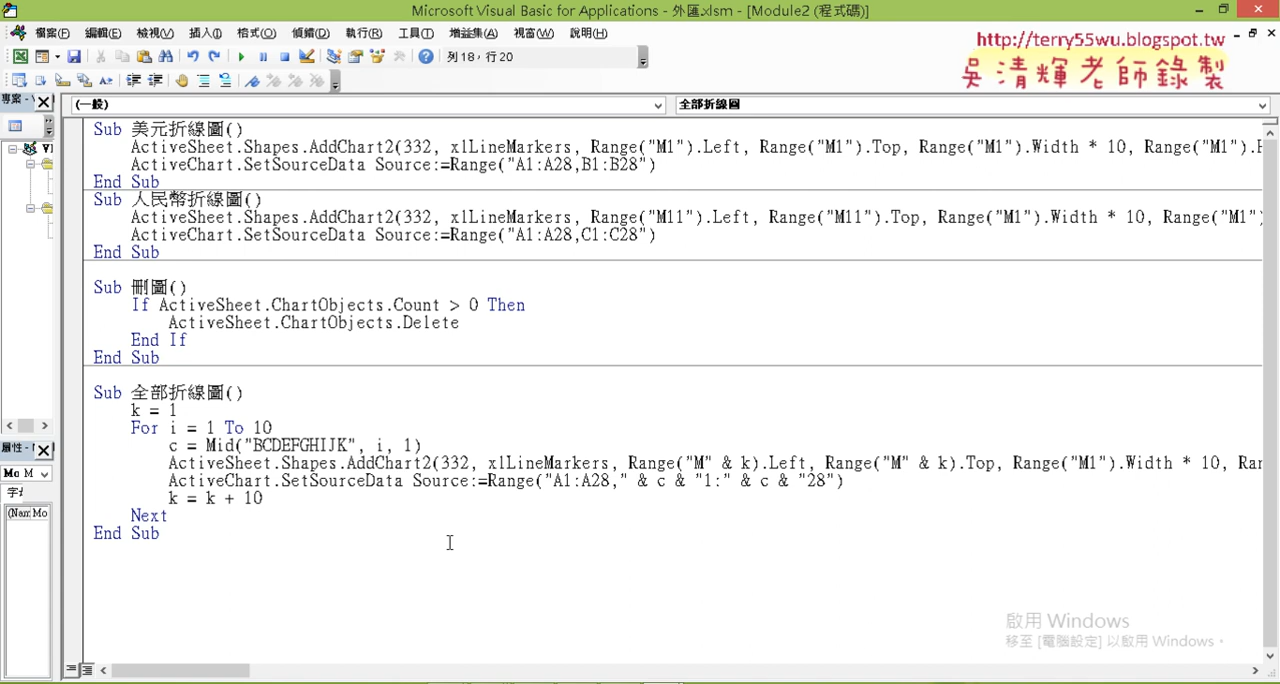 Microsoft Visual Basic for Applications - 外匯.xlsm - [Module2 (程式碼)]
檔案(F) 編輯(E) 檢視(V) 插入(I) 格式(O) 偵錯(D) 執行(R) 工具(T) 增益集(A) 視窗(W) 說明(H)
http://terry55wu.blogspot.tw
吳清輝老師錄製
列 18，行 20
專案 -
(一般)
全部折線圖
Sub 美元折線圖()
ActiveSheet.Shapes.AddChart2(332, xlLineMarkers, Range("M1").Left, Range("M1").Top, Range("M1").Width * 10, Range("M1").
ActiveChart.SetSourceData Source:=Range("A1:A28,B1:B28")
End Sub
Sub 人民幣折線圖()
ActiveSheet.Shapes.AddChart2(332, xlLineMarkers, Range("M11").Left, Range("M11").Top, Range("M1").Width * 10, Range("M1")
ActiveChart.SetSourceData Source:=Range("A1:A28,C1:C28")
End Sub
Sub 刪圖()
If ActiveSheet.ChartObjects.Count > 0 Then
ActiveSheet.ChartObjects.Delete
End If
End Sub
Sub 全部折線圖()
k = 1
For i = 1 To 10
c = Mid("BCDEFGHIJK", i, 1)
ActiveSheet.Shapes.AddChart2(332, xlLineMarkers, Range("M" & k).Left, Range("M" & k).Top, Range("M1").Width * 10, Ran
ActiveChart.SetSourceData Source:=Range("A1:A28," & c & "1:" & c & "28")
k = k + 10
Next
End Sub
屬性 -
Mo M
(Nam Mo
啟用 Windows
移至 [電腦設定] 以啟用 Windows。